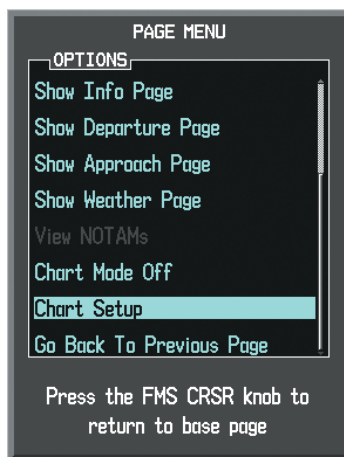 PAGE MENU
OPTIONS
Show Info Page
Show Departure Page
Show Approach Page
Show Weather Page
View NOTAMs
Chart Mode Off
Chart Setup
Go Back To Previous Page
Press the FMS CRSR knob to
return to base page